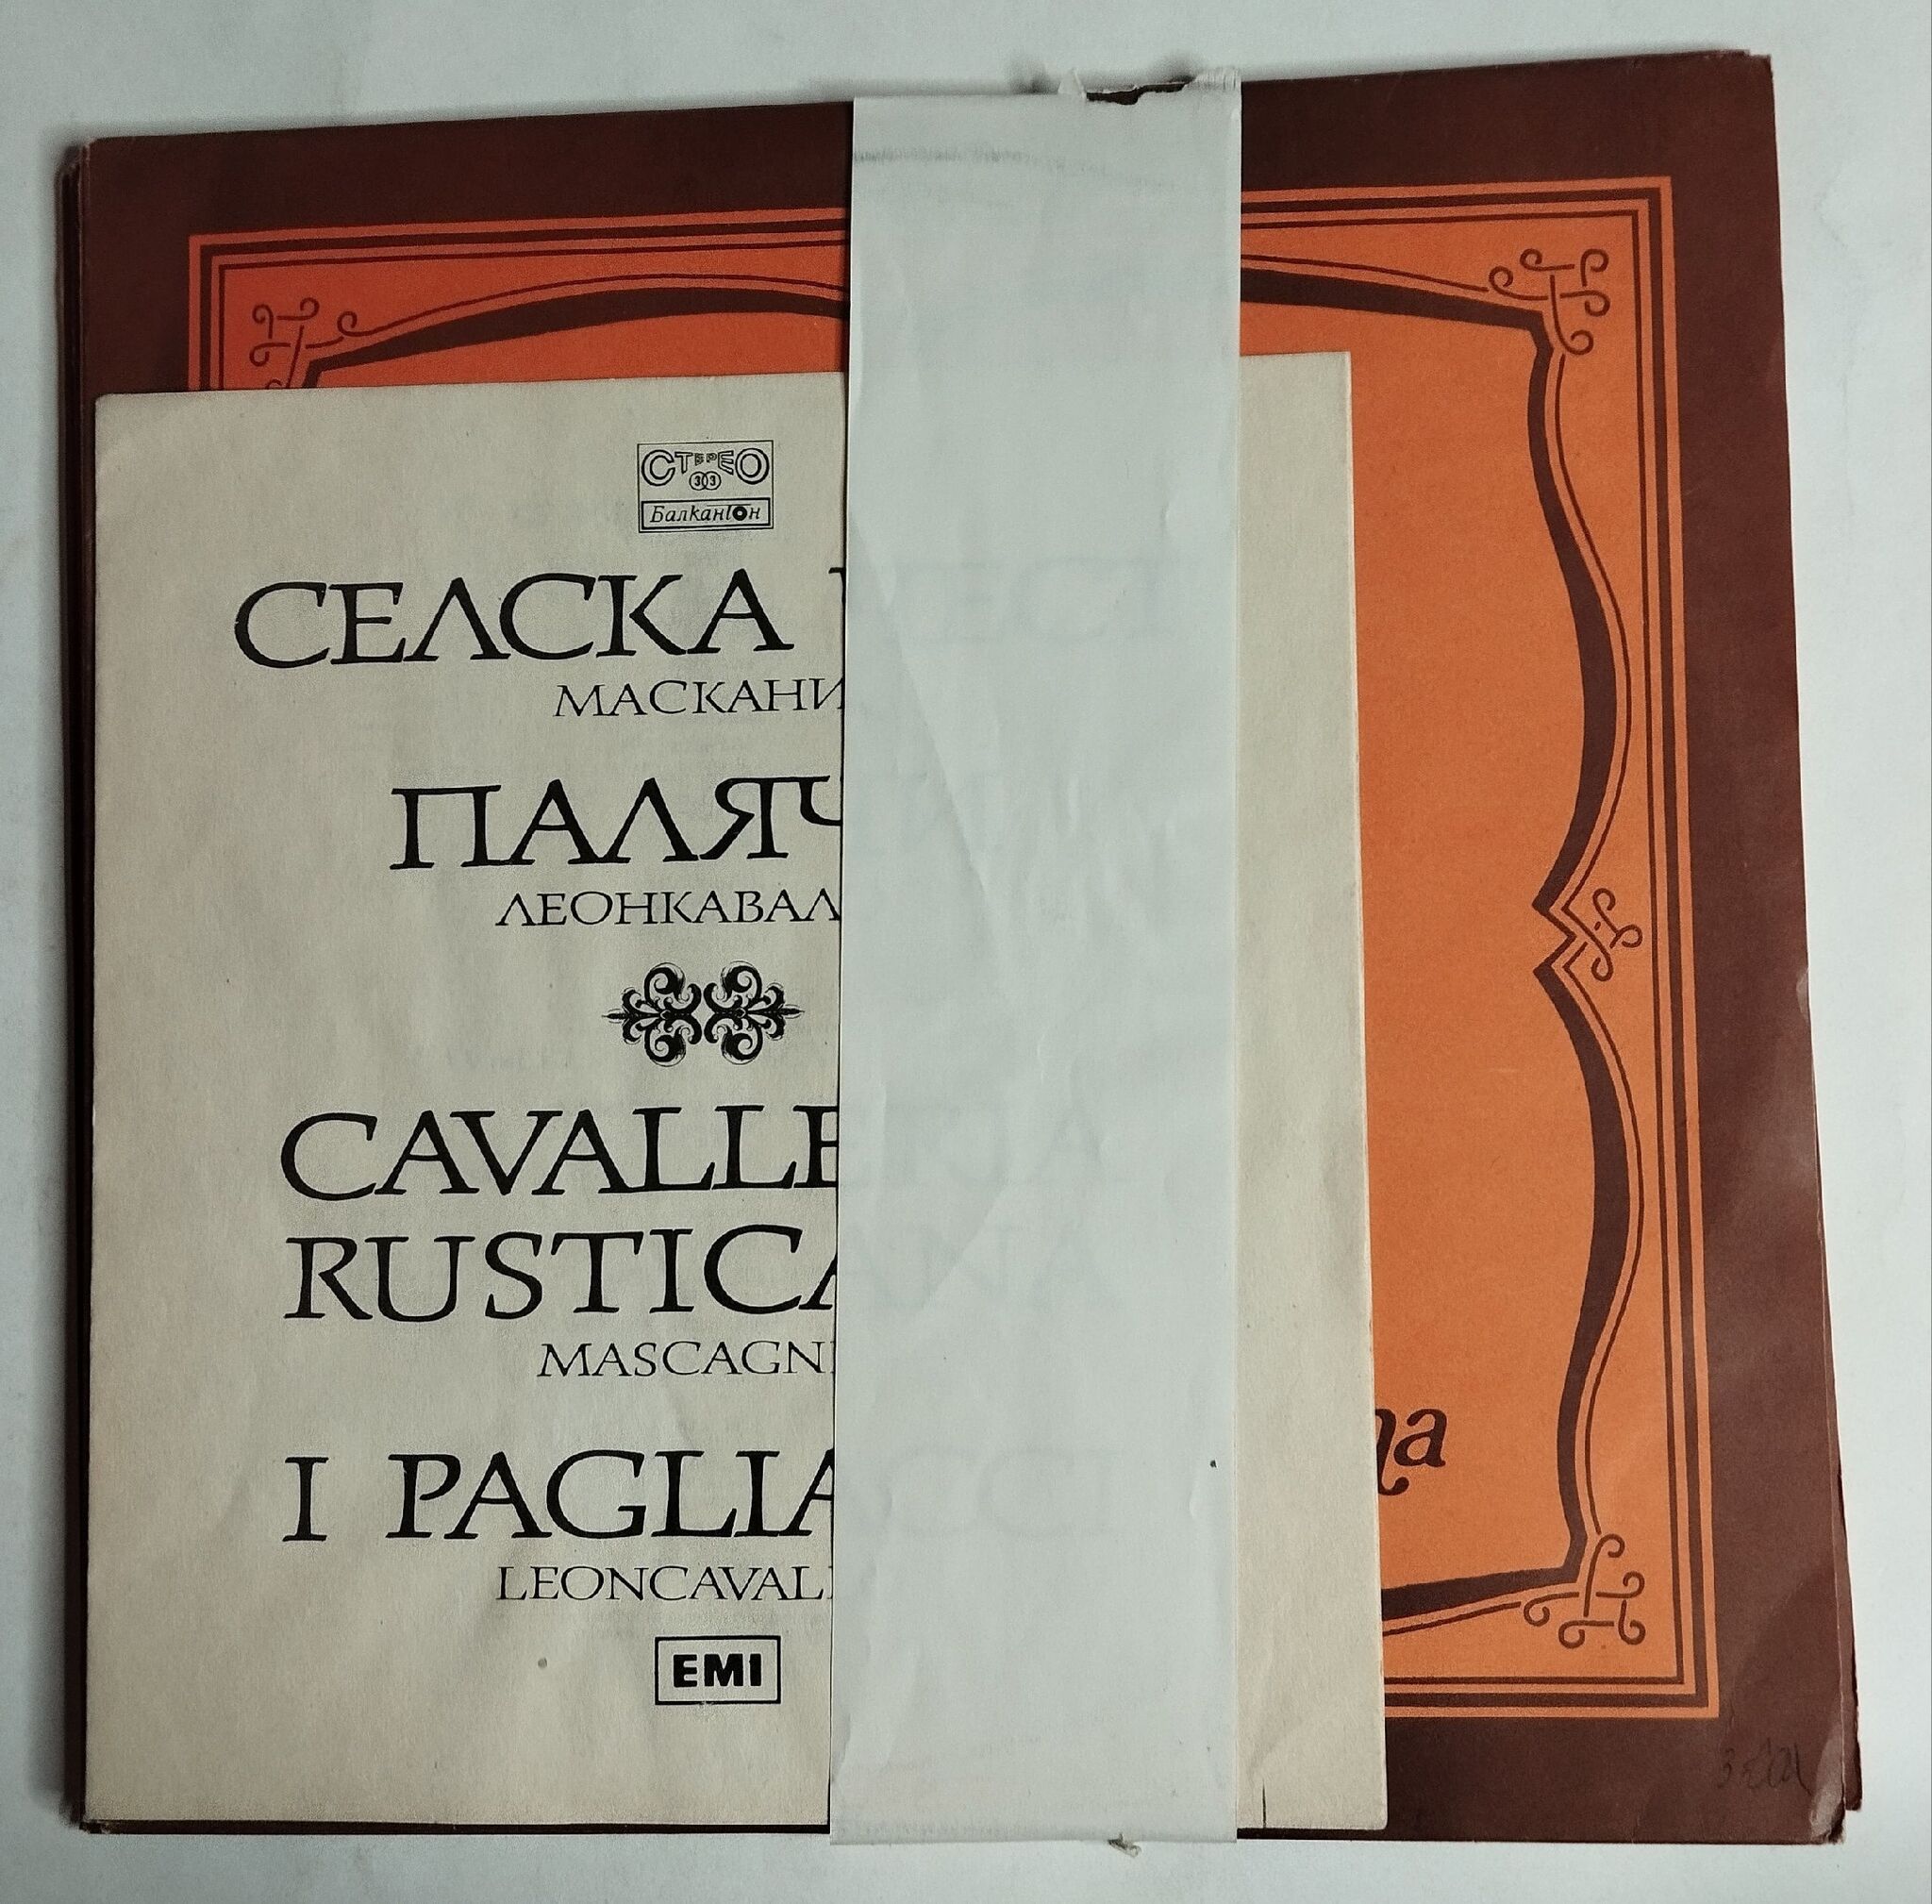 СТЕРЕО
33
Балкантон
СЕЛСКА
МАСКАНИ
ПАЛЯЧ
ЛЕОНКАВАЛ
CAVALLE
RUSTICA
MASCAGNI
I PAGLIA
LEONCAVALL
EMI